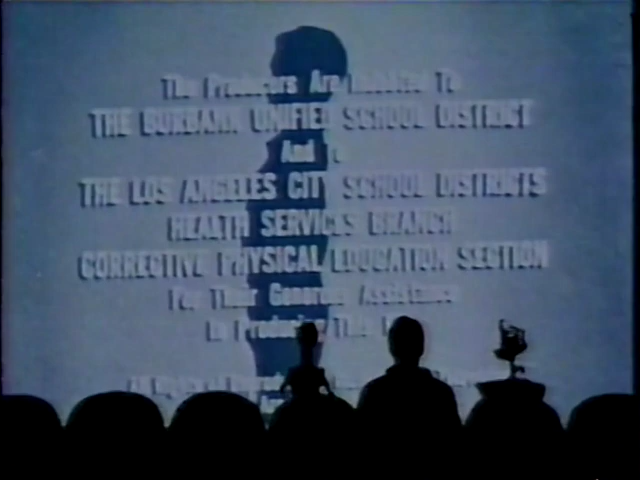 The Producers Are Indebted To
THE BURBANK UNIFIED SCHOOL DISTRICT
And
THE LOS ANGELES CITY SCHOOL DISTRICTS
HEALTH SERVICES BRANCH
CORRECTIVE PHYSICAL EDUCATION SECTION
For Their Generous Assistance
In Producing This